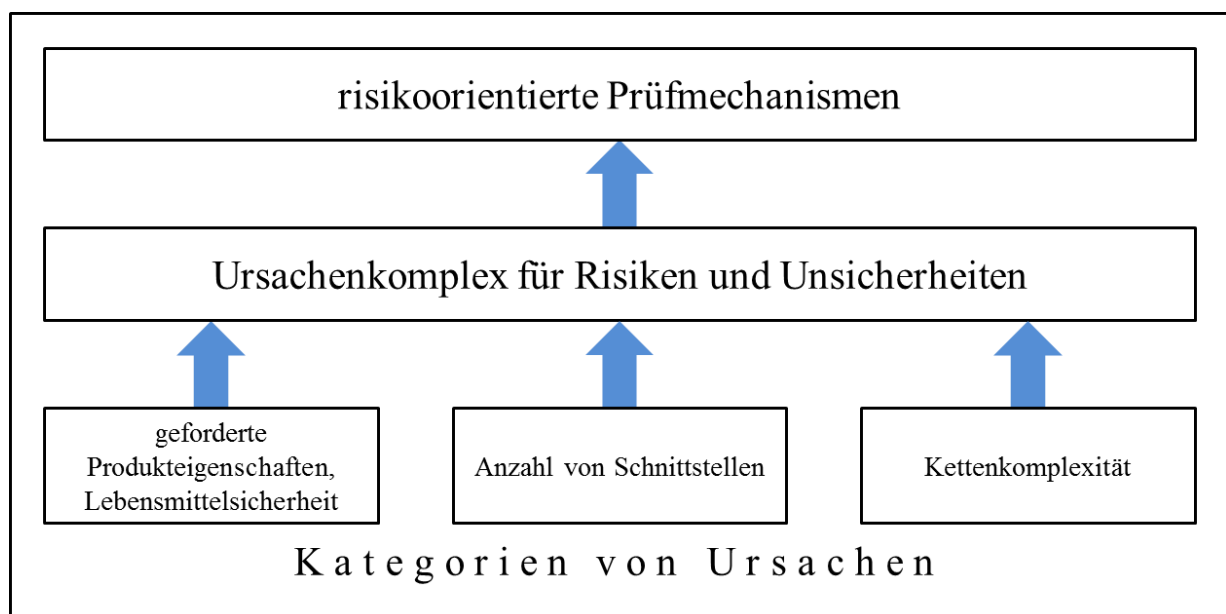 risikoorientierte Prüfmechanismen
Ursachenkomplex für Risiken und Unsicherheiten
geforderte
Produkteigenschaften,
Lebensmittelsicherheit
Anzahl von Schnittstellen
Kettenkomplexität
Kategorien von Ursachen